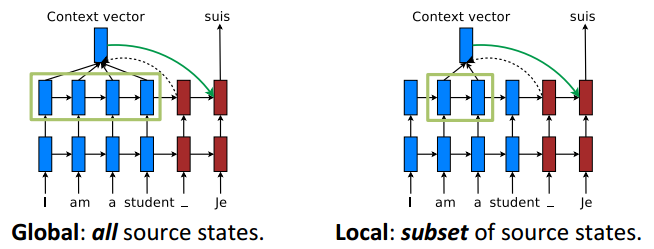 Context vector suis
I am a student _ Je
Global: all source states.
Context vector suis
I am a student _ Je
Local: subset of source states.